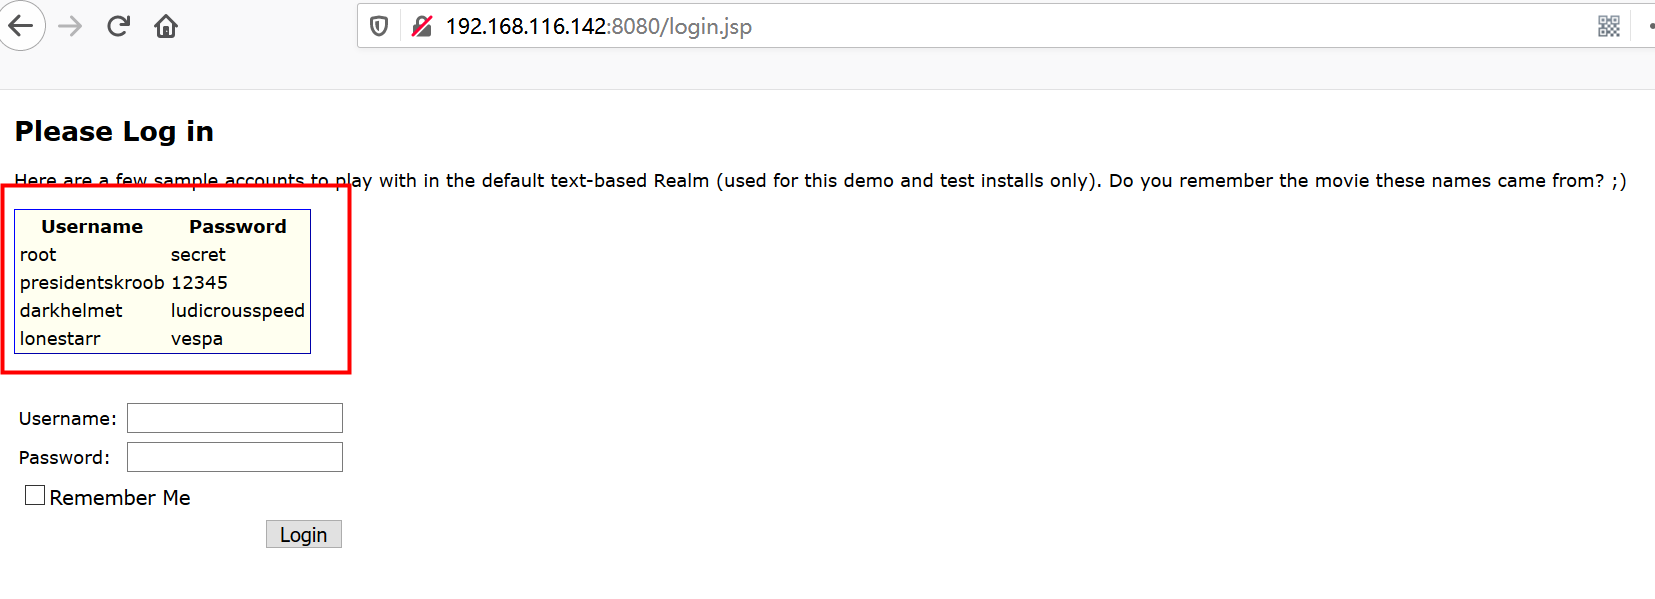 192.168.116.142:8080/login.jsp
Please Log in
Here are a few sample accounts to play with in the default text-based Realm (used for this demo and test installs only). Do you remember the movie these names came from? ;)
Username Password
root secret
presidentskroob 12345
darkhelmet ludicrousspeed
lonestarr vespa
Username:
Password:
Remember Me
Login